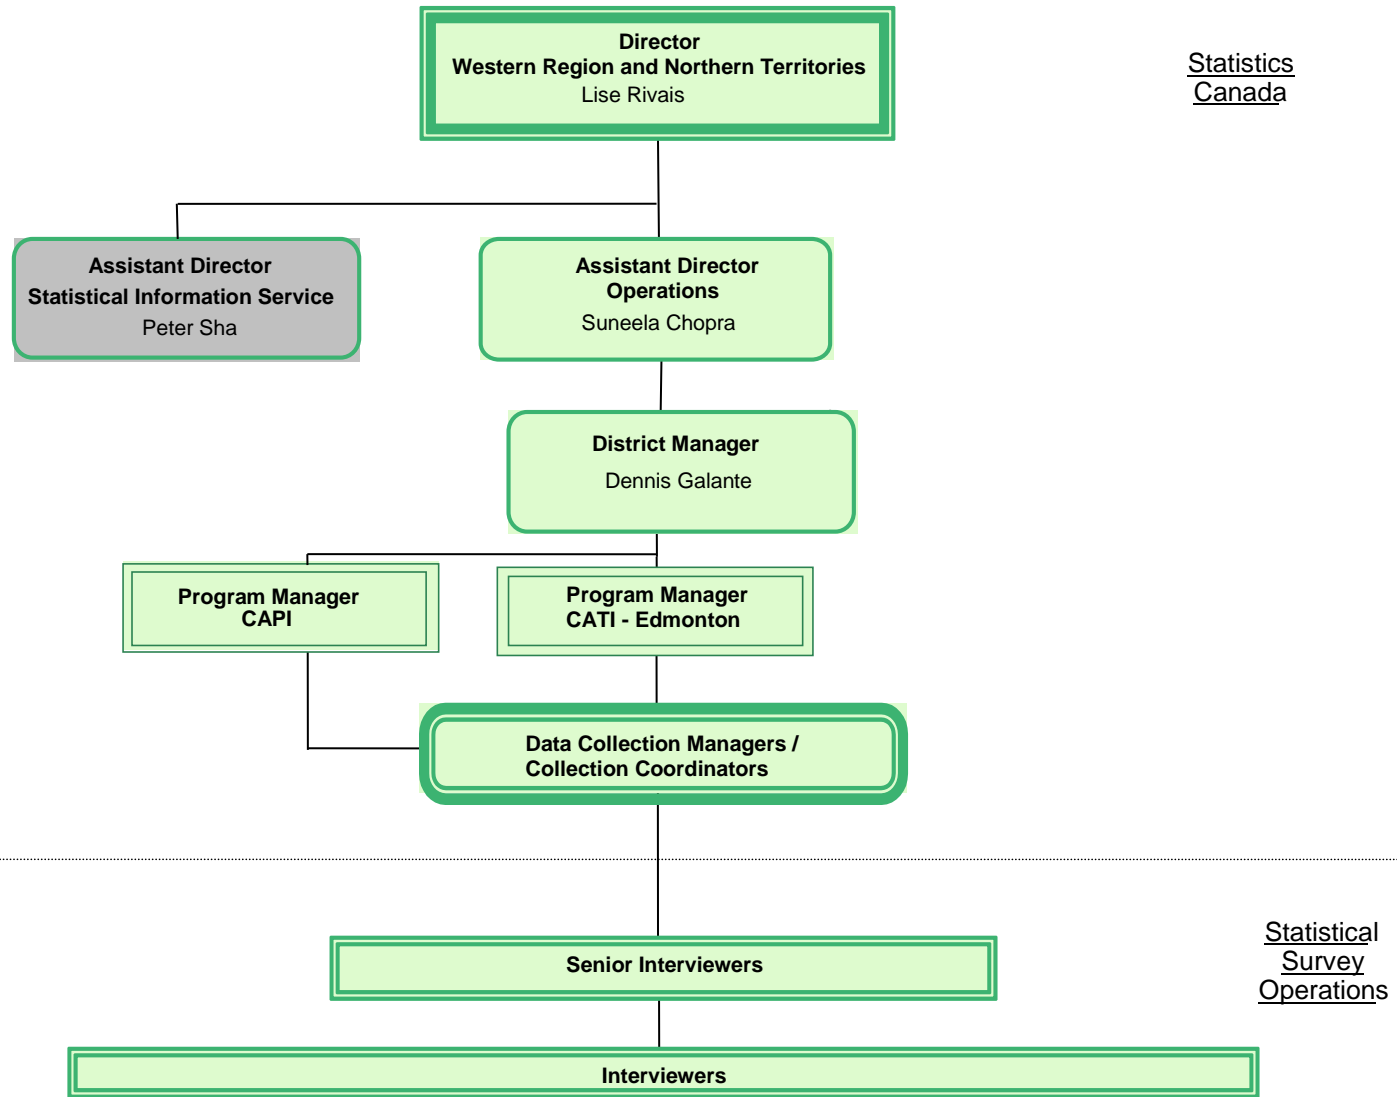 Director
Western Region and Northern Territories
Lise Rivais
Statistics
Canada
Assistant Director
Statistical Information Service
Peter Sha
Assistant Director
Operations
Suneela Chopra
District Manager
Dennis Galante
Program Manager
CAPI
Program Manager
CATI - Edmonton
Data Collection Managers /
Collection Coordinators
Statistical
Survey
Operations
Senior Interviewers
Interviewers